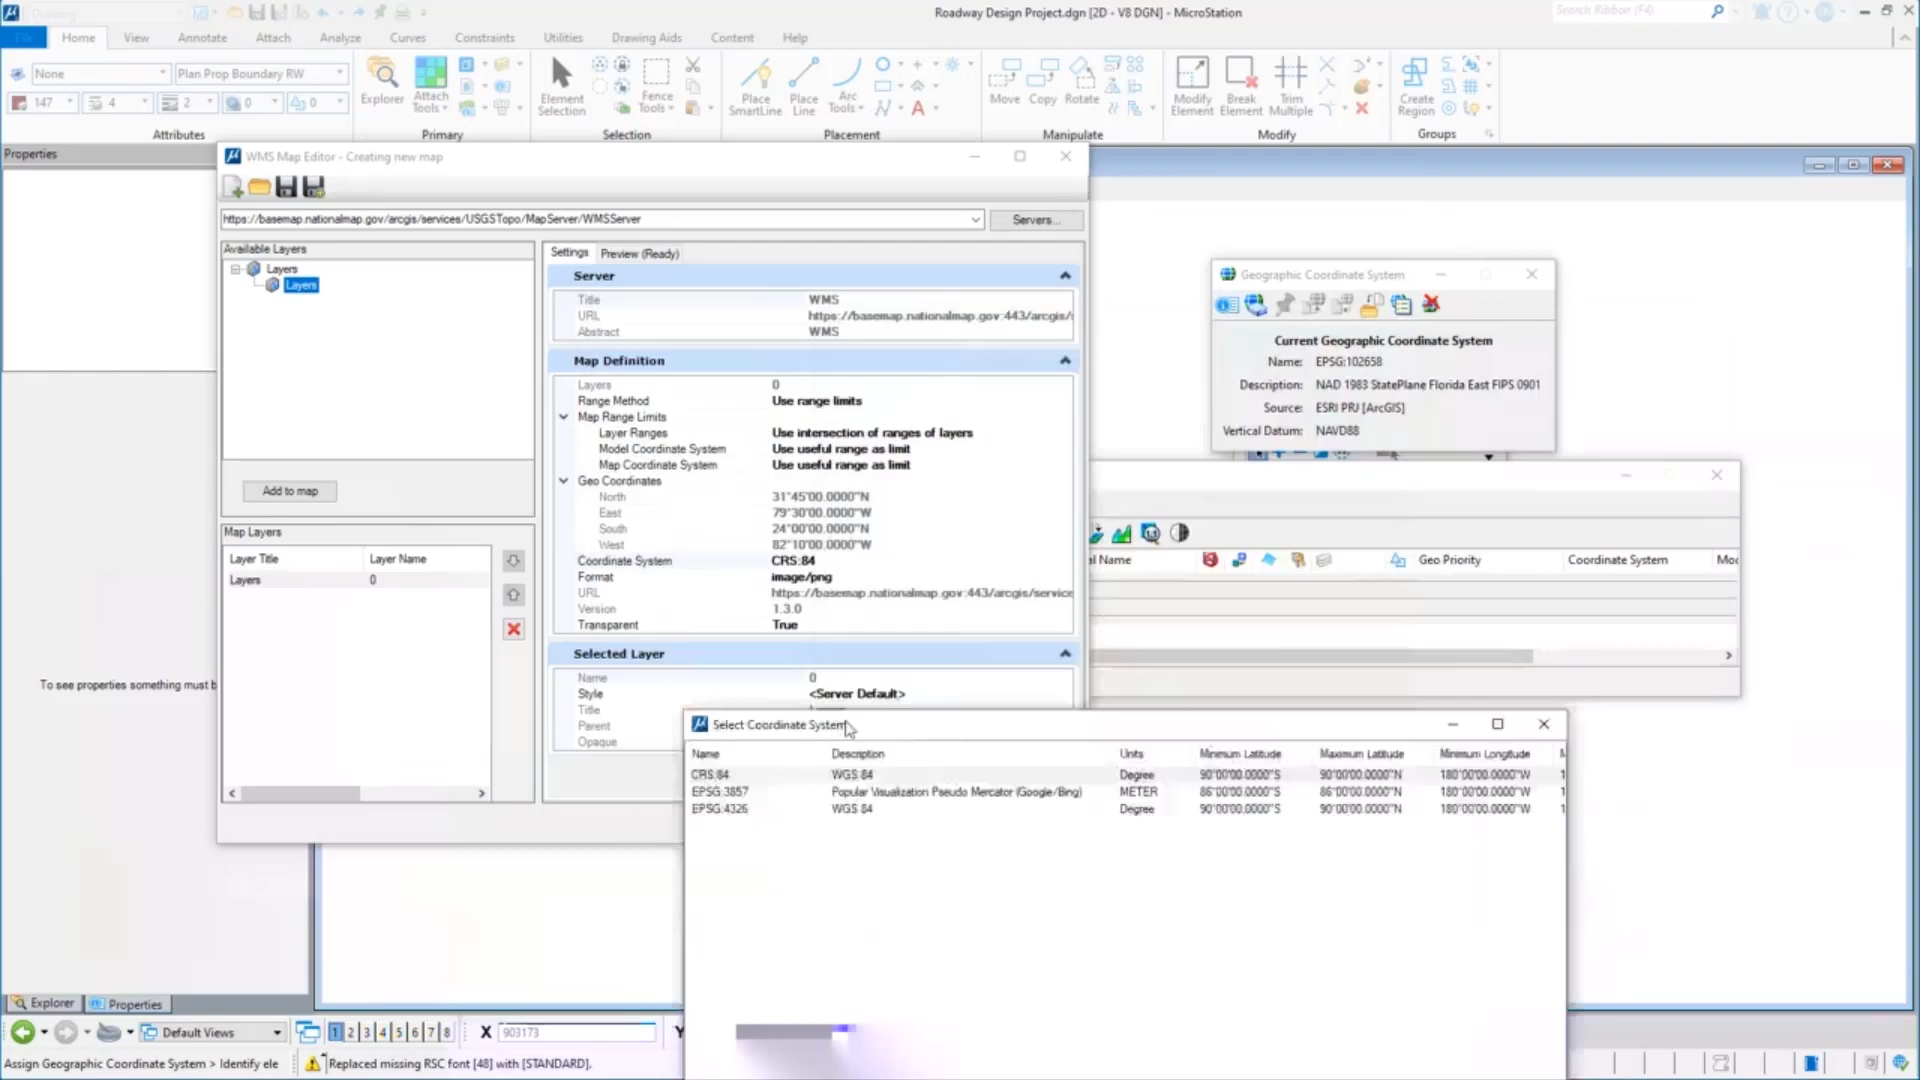 Drawing
Roadway Design Project.dgn [2D - V8 DGN] - MicroStation
Search Ribbon (F4)
File
Home
View
Annotate
Attach
Analyze
Curves
Constraints
Utilities
Drawing Aids
Content
Help
None
Plan Prop Boundary RW
147
4
2
0
0
Attributes
Explorer
Attach Tools
Primary
Element Selection
Fence Tools
Selection
Place SmartLine
Place Line
Arc Tools
Placement
Move
Copy
Rotate
Manipulate
Modify Element
Break Element
Trim Multiple
Modify
Create Region
Groups
Properties
To see properties something must b
WMS Map Editor - Creating new map
https://basemap.nationalmap.gov/arcgis/services/USGSTopo/MapServer/WMSServer
Servers...
Available Layers
Layers
Layers
Add to map
Map Layers
Layer Title
Layer Name
Layers
0
Settings
Preview (Ready)
Server
Title WMS
URL https://basemap.nationalmap.gov:443/arcgis/s
Abstract WMS
Map Definition
Layers 0
Range Method Use range limits
Map Range Limits
Layer Ranges Use intersection of ranges of layers
Model Coordinate System Use useful range as limit
Map Coordinate System Use useful range as limit
Geo Coordinates
North 31°45'00.0000"N
East 79°30'00.0000"W
South 24°00'00.0000"N
West 82°10'00.0000"W
Coordinate System CRS:84
Format image/png
URL https://basemap.nationalmap.gov:443/arcgis/service
Version 1.3.0
Transparent True
Selected Layer
Name 0
Style <Server Default>
Title
Parent
Opaque
Geographic Coordinate System
Current Geographic Coordinate System
Name: EPSG:102658
Description: NAD 1983 StatePlane Florida East FIPS 0901
Source: ESRI PRJ [ArcGIS]
Vertical Datum: NAVD88
al Name
Geo Priority
Coordinate System
Moc
Select Coordinate System
Name Description Units Minimum Latitude Maximum Latitude Minimum Longitude M
CRS:84 WGS 84 Degree 90°00'00.0000"S 90°00'00.0000"N 180°00'00.0000"W 1
EPSG:3857 Popular Visualization Pseudo Mercator (Google/Bing) METER 86°00'00.0000"S 86°00'00.0000"N 180°00'00.0000"W 1
EPSG:4326 WGS 84 Degree 90°00'00.0000"S 90°00'00.0000"N 180°00'00.0000"W 1
Explorer
Properties
Default Views
1 2 3 4 5 6 7 8
X 903173
Y
Assign Geographic Coordinate System > Identify ele
Replaced missing RSC font [48] with [STANDARD].